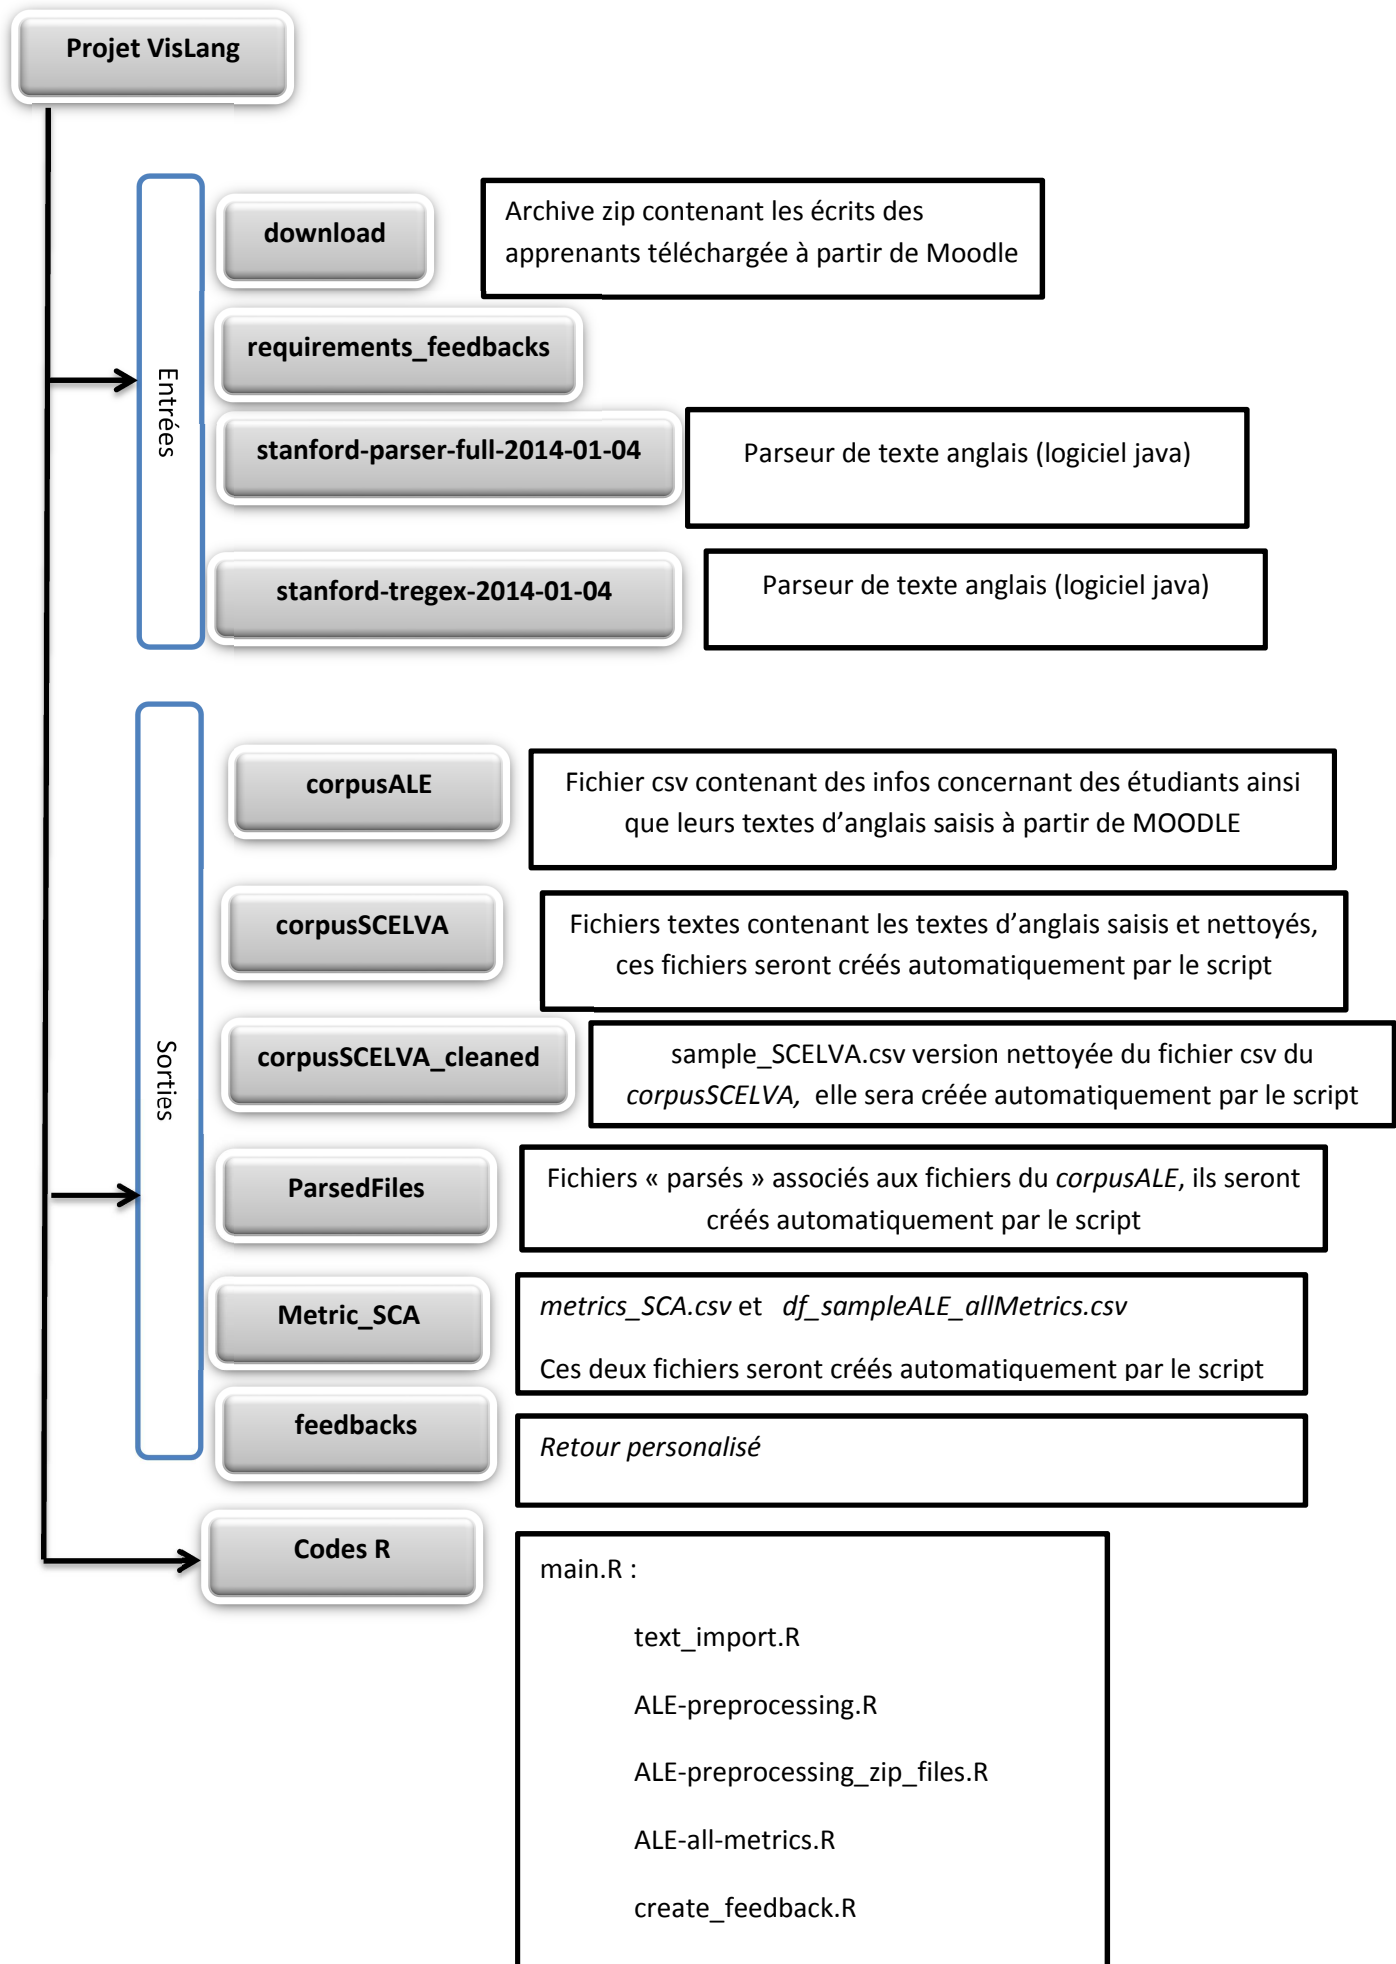 Projet VisLang
Entrées
download
Archive zip contenant les écrits des
apprenants téléchargée à partir de Moodle
requirements_feedbacks
stanford-parser-full-2014-01-04
Parseur de texte anglais (logiciel java)
stanford-tregex-2014-01-04
Parseur de texte anglais (logiciel java)
Sorties
corpusALE
Fichier csv contenant des infos concernant des étudiants ainsi
que leurs textes d’anglais saisis à partir de MOODLE
corpusSCELVA
Fichiers textes contenant les textes d’anglais saisis et nettoyés,
ces fichiers seront créés automatiquement par le script
corpusSCELVA_cleaned
sample_SCELVA.csv version nettoyée du fichier csv du
corpusSCELVA, elle sera créée automatiquement par le script
ParsedFiles
Fichiers « parsés » associés aux fichiers du corpusALE, ils seront
créés automatiquement par le script
Metric_SCA
metrics_SCA.csv et df_sampleALE_allMetrics.csv
Ces deux fichiers seront créés automatiquement par le script
feedbacks
Retour personalisé
Codes R
main.R :
text_import.R
ALE-preprocessing.R
ALE-preprocessing_zip_files.R
ALE-all-metrics.R
create_feedback.R